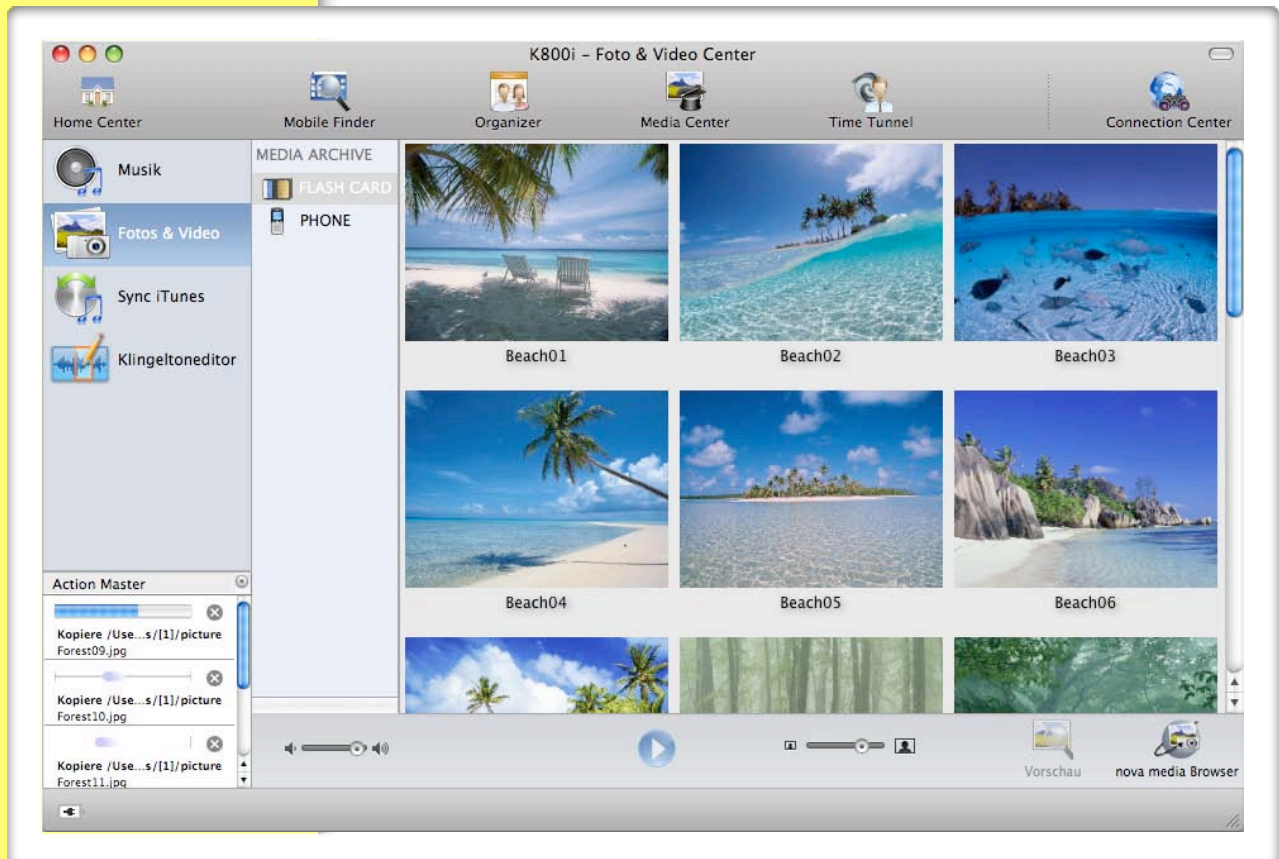 K800i – Foto & Video Center
Home Center
Mobile Finder
Organizer
Media Center
Time Tunnel
Connection Center
Musik
Fotos & Video
Sync iTunes
Klingeltoneditor
MEDIA ARCHIVE
FLASH CARD
PHONE
Beach01
Beach02
Beach03
Beach04
Beach05
Beach06
Action Master
Kopiere /Use...s/[1]/picture
Forest09.jpg
Kopiere /Use...s/[1]/picture
Forest10.jpg
Kopiere /Use...s/[1]/picture
Forest11.jpg
Vorschau
nova media Browser